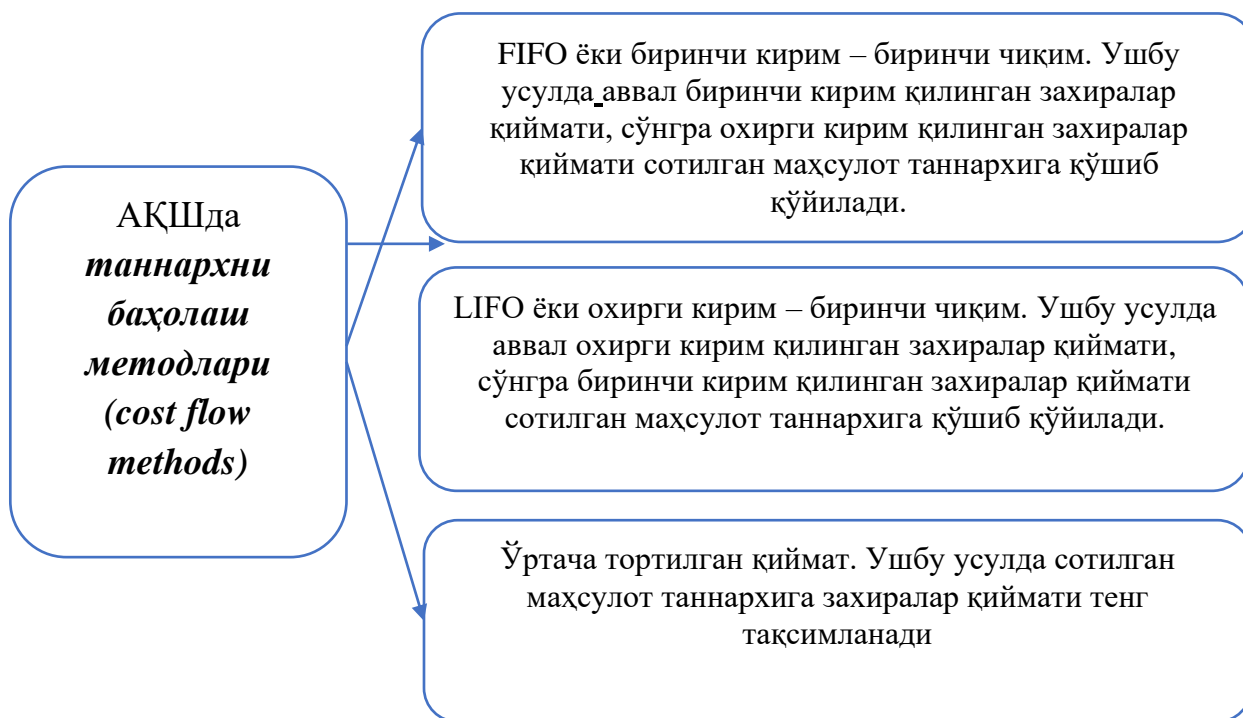 АҚШда
таннархни
баҳолаш
методлари
(cost flow
methods)
FIFO ёки биринчи кирим – биринчи чиқим. Ушбу
усулда аввал биринчи кирим қилинган захиралар
қиймати, сўнгра охирги кирим қилинган захиралар
қиймати сотилган маҳсулот таннархига қўшиб
қўйилади.
LIFO ёки охирги кирим – биринчи чиқим. Ушбу усулда
аввал охирги кирим қилинган захиралар қиймати,
сўнгра биринчи кирим қилинган захиралар қиймати
сотилган маҳсулот таннархига қўшиб қўйилади.
Ўртача тортилган қиймат. Ушбу усулда сотилган
маҳсулот таннархига захиралар қиймати тенг
тақсимланади